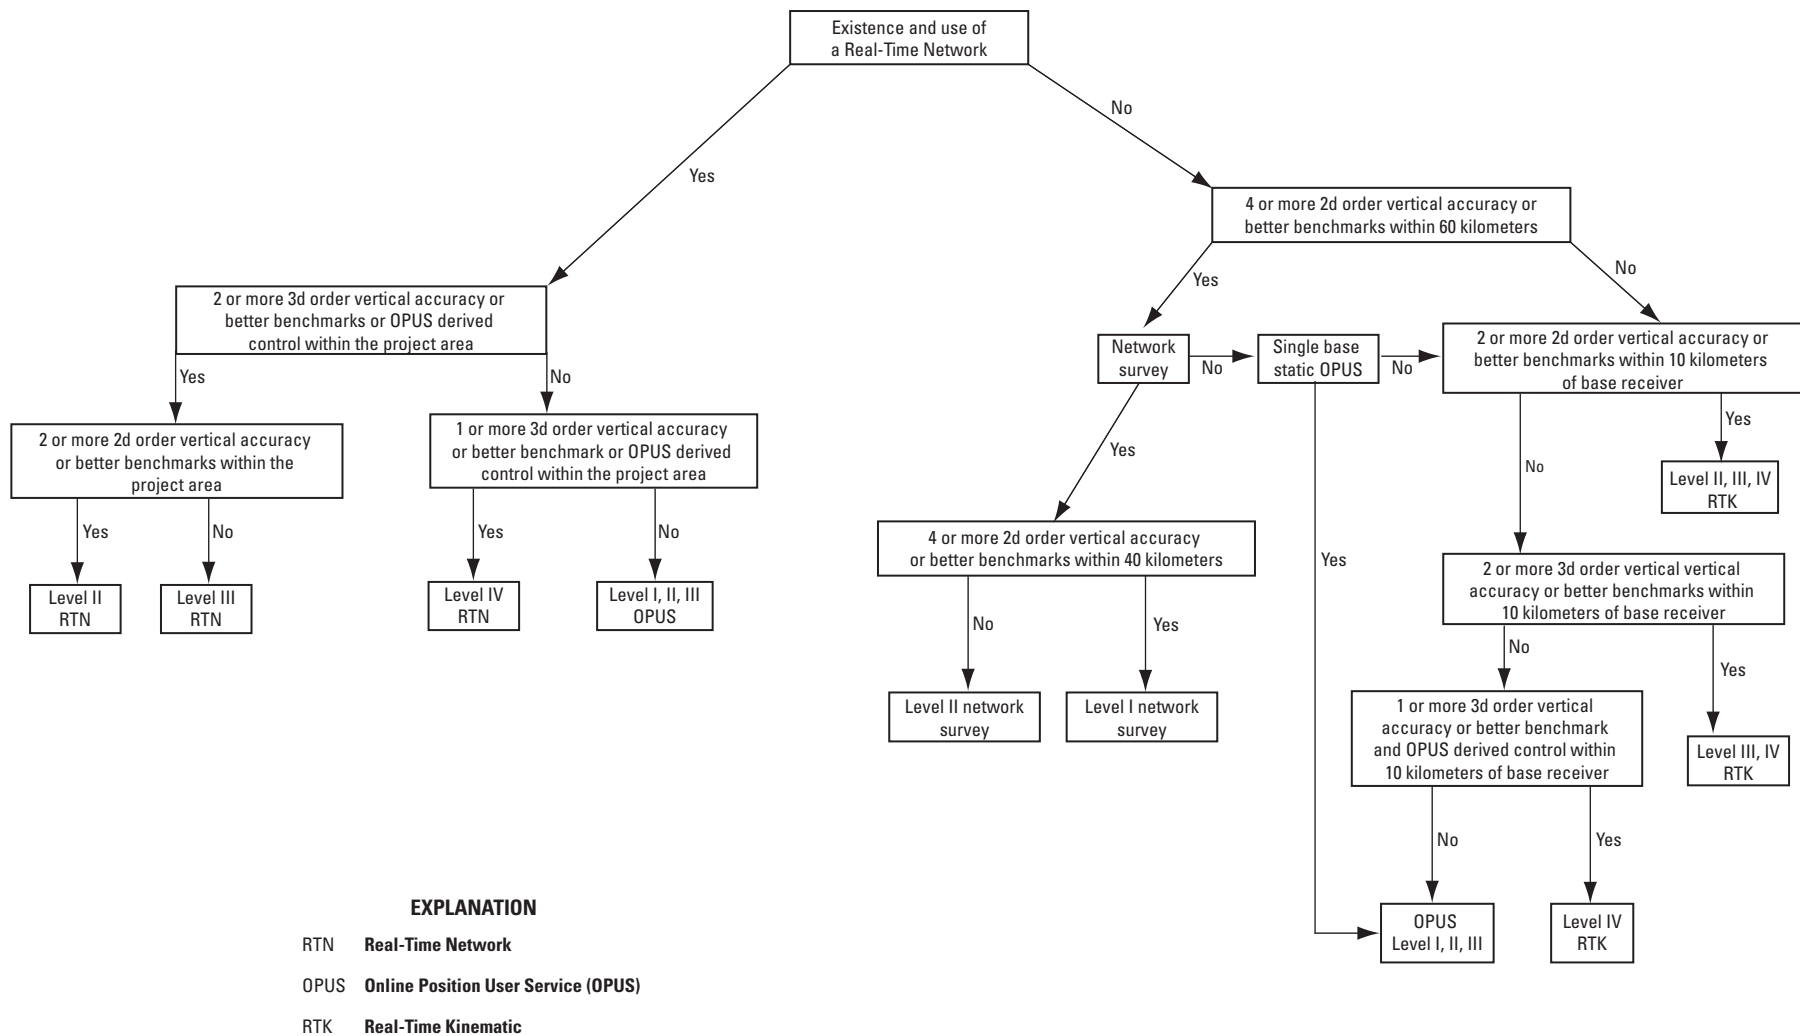 Existence and use of
a Real-Time Network
No
Yes
4 or more 2d order vertical accuracy or
better benchmarks within 60 kilometers
No
Yes
2 or more 3d order vertical accuracy or
better benchmarks or OPUS derived
control within the project area
Network
survey
No
Single base
static OPUS
No
2 or more 2d order vertical accuracy or
better benchmarks within 10 kilometers
of base receiver
Yes
No
2 or more 2d order vertical accuracy
or better benchmarks within the
project area
1 or more 3d order vertical accuracy
or better benchmark or OPUS derived
control within the project area
Yes
Yes
No
Level II, III, IV
RTK
Yes
No
Yes
No
4 or more 2d order vertical accuracy
or better benchmarks within 40 kilometers
Yes
2 or more 3d order vertical vertical
accuracy or better benchmarks within
10 kilometers of base receiver
Level II
RTN
Level III
RTN
Level IV
RTN
Level I, II, III
OPUS
No
Yes
No
Yes
Level II network
survey
Level I network
survey
1 or more 3d order vertical
accuracy or better benchmark
and OPUS derived control within
10 kilometers of base receiver
Level III, IV
RTK
No
Yes
OPUS
Level I, II, III
Level IV
RTK
EXPLANATION
RTN Real-Time Network
OPUS Online Position User Service (OPUS)
RTK Real-Time Kinematic